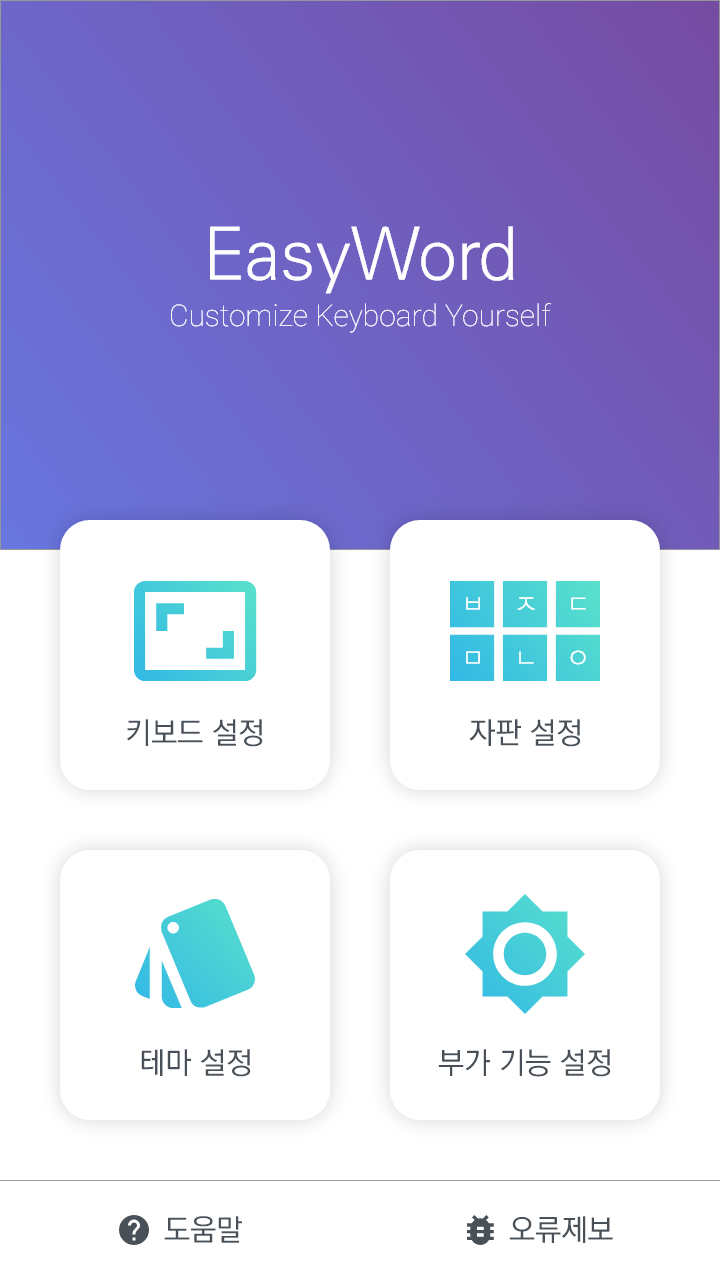 EasyWord
Customize Keyboard Yourself
ㅂ ㅈ ㄷ
ㅁ ㄴ ㅇ
키보드 설정
자판 설정
테마 설정
부가 기능 설정
도움말
오류제보